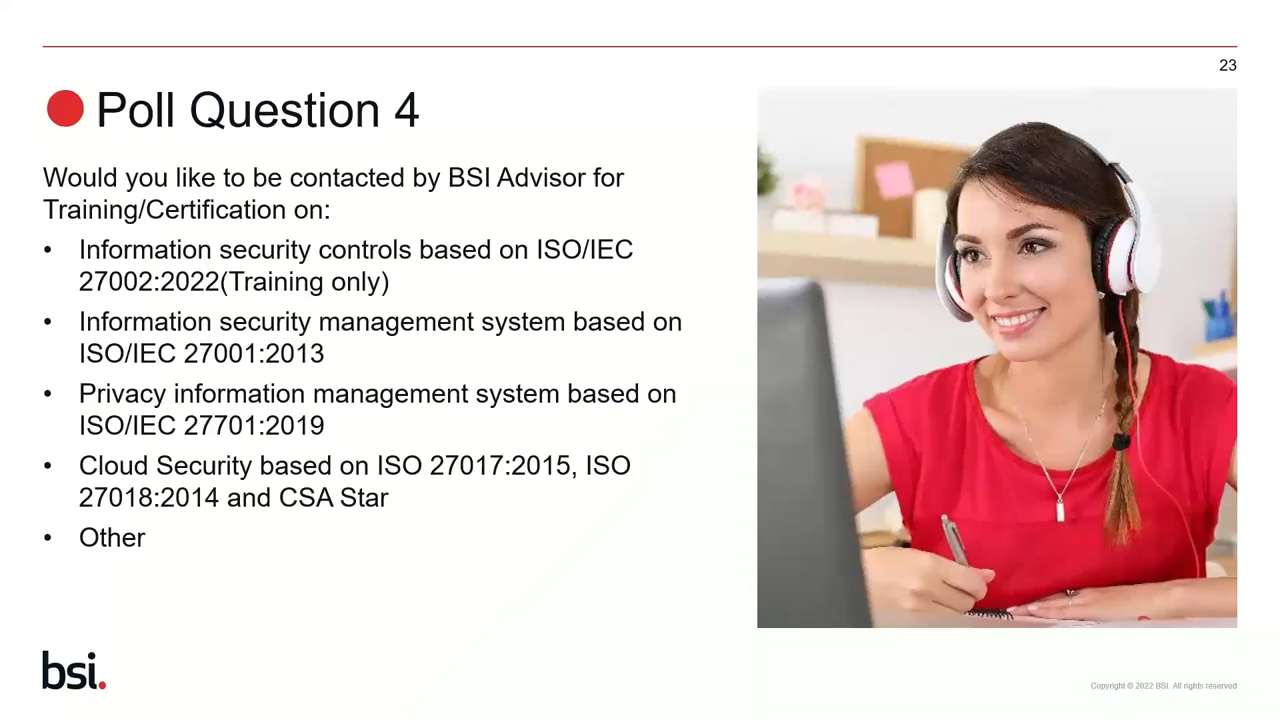 23
Poll Question 4
Would you like to be contacted by BSI Advisor for
Training/Certification on:
• Information security controls based on ISO/IEC
27002:2022(Training only)
• Information security management system based on
ISO/IEC 27001:2013
• Privacy information management system based on
ISO/IEC 27701:2019
• Cloud Security based on ISO 27017:2015, ISO
27018:2014 and CSA Star
• Other
bsi.
Copyright © 2022 BSI. All rights reserved